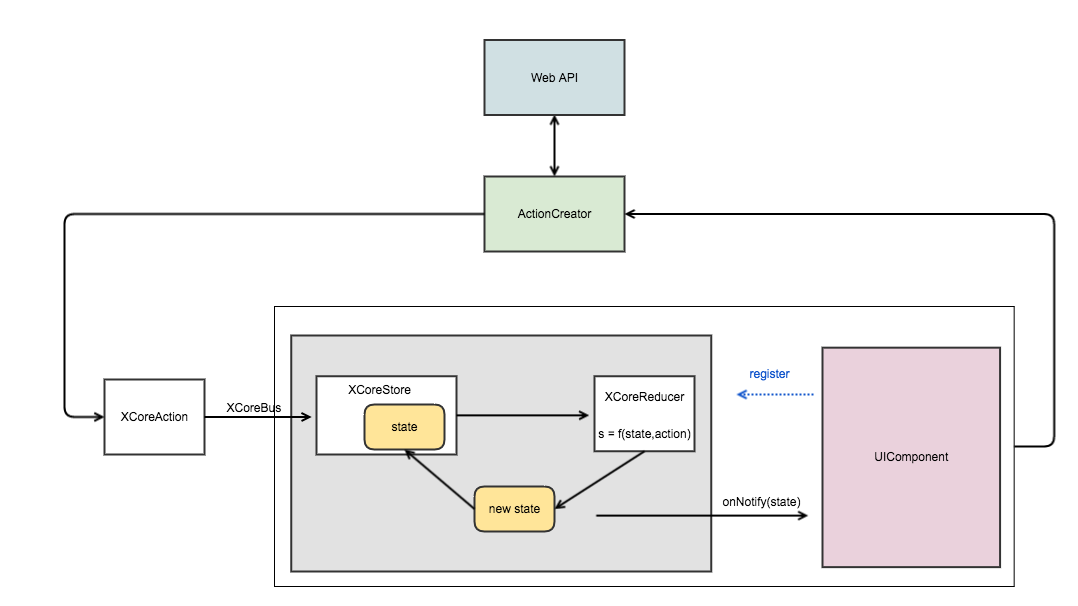 Web API
ActionCreator
XCoreAction
XCoreBus
XCoreStore
state
XCoreReducer
s = f(state,action)
new state
register
onNotify(state)
UIComponent